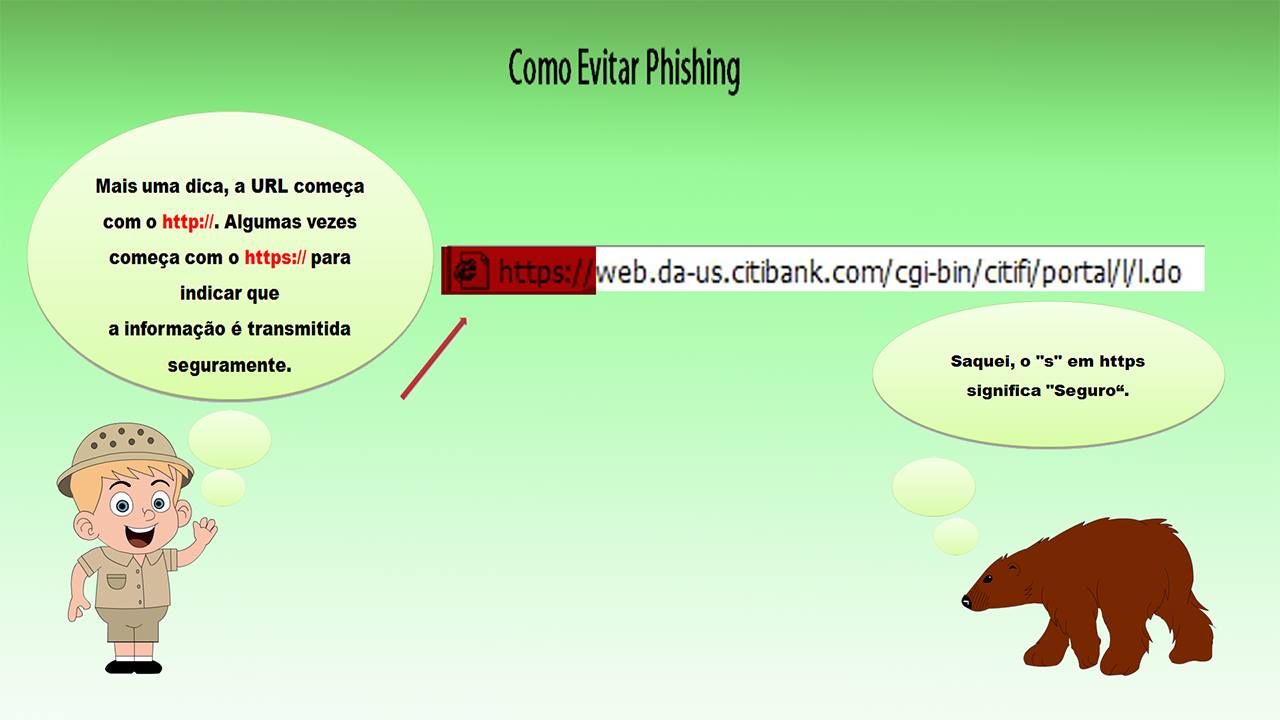 Como Evitar Phishing
Mais uma dica, a URL começa
com o http://. Algumas vezes
começa com o https:// para
indicar que
a informação é transmitida
seguramente.
https://web.da-us.citibank.com/cgi-bin/citifi/portal/l/l.do
Saquei, o "s" em https
significa "Seguro“.